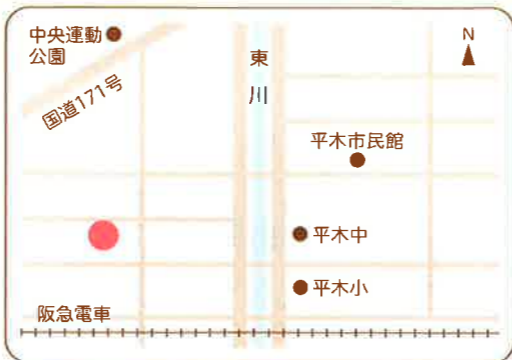 中央運動
公園
国道171号
東川
N
平木市民館
平木中
平木小
阪急電車